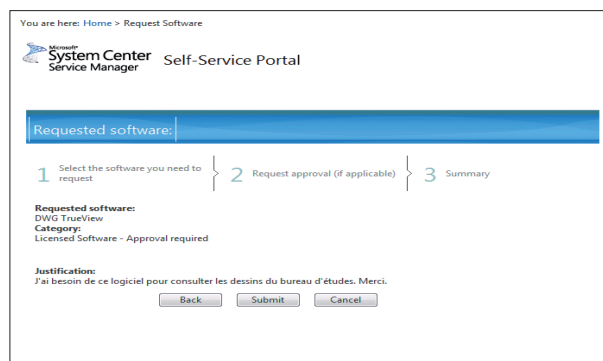 You are here: Home > Request Software
Microsoft®
System Center
Service Manager
Self-Service Portal
Requested software:
1 Select the software you need to
request
2 Request approval (if applicable)
3 Summary
Requested software:
DWG TrueView
Category:
Licensed Software - Approval required
Justification:
J'ai besoin de ce logiciel pour consulter les dessins du bureau d'études. Merci.
Back Submit Cancel